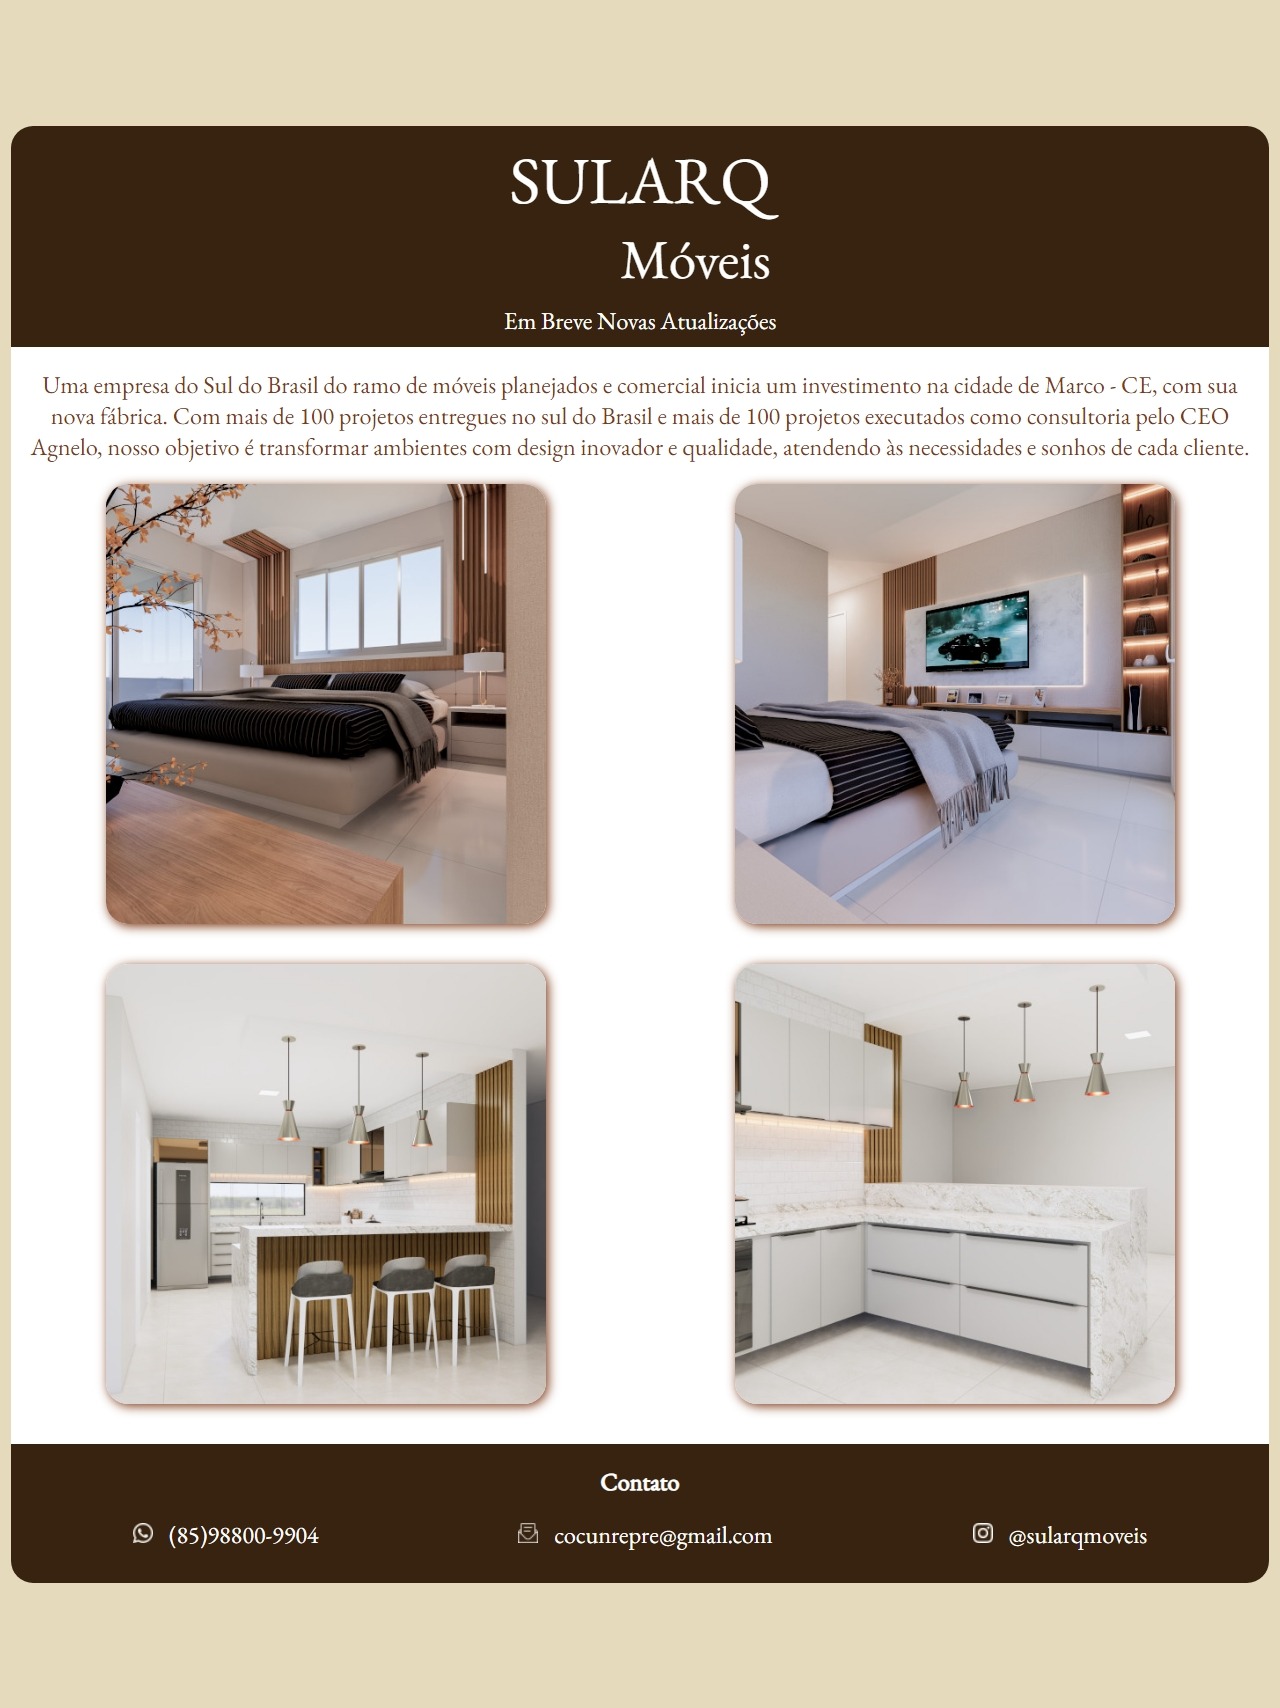 SULARQ
Móveis
Em Breve Novas Atualizações
Uma empresa do Sul do Brasil do ramo de móveis planejados e comercial inicia um investimento na cidade de Marco - CE, com sua
nova fábrica. Com mais de 100 projetos entregues no sul do Brasil e mais de 100 projetos executados como consultoria pelo CEO
Agnelo, nosso objetivo é transformar ambientes com design inovador e qualidade, atendendo às necessidades e sonhos de cada cliente.
Contato
(85)98800-9904
cocunrepre@gmail.com
@sularqmoveis